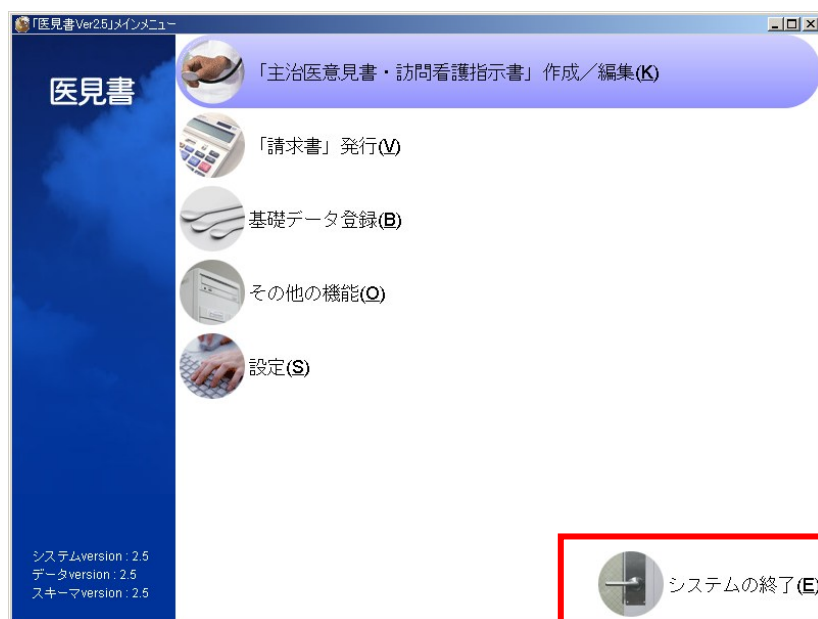 「医見書Ver2.5」メインメニュー
医見書
「主治医意見書・訪問看護指示書」作成／編集(K)
「請求書」発行(V)
基礎データ登録(B)
その他の機能(O)
設定(S)
システムversion : 2.5
データversion : 2.5
スキーマversion : 2.5
システムの終了(E)